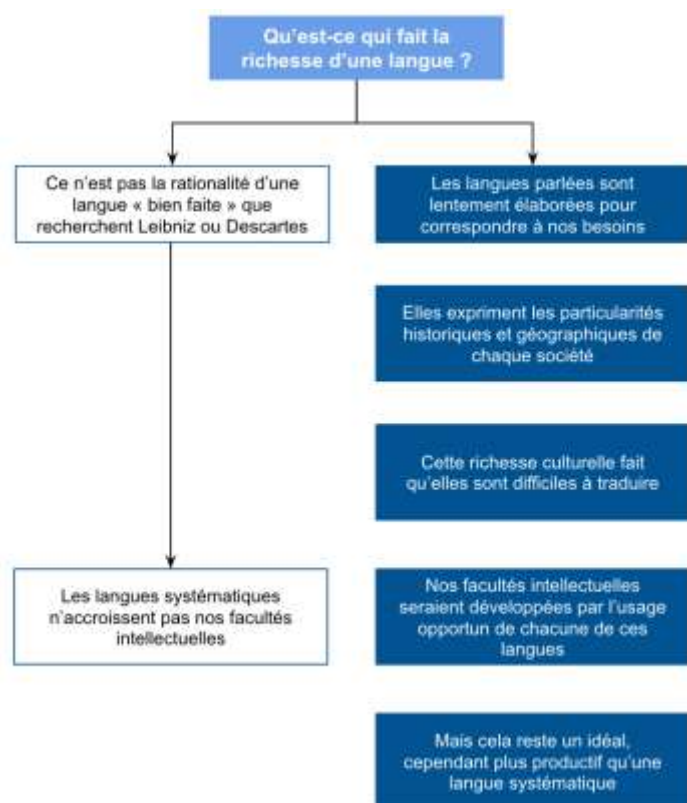 Qu'est-ce qui fait la
richesse d'une langue ?
Ce n'est pas la rationalité d'une
langue « bien faite » que
recherchent Leibniz ou Descartes
Les langues parlées sont
lentement élaborées pour
correspondre à nos besoins
Elles expriment les particularités
historiques et géographiques de
chaque société
Cette richesse culturelle fait
qu'elles sont difficiles à traduire
Les langues systématiques
n'accroissent pas nos facultés
intellectuelles
Nos facultés intellectuelles
seraient développées par l'usage
opportun de chacune de ces
langues
Mais cela reste un idéal,
cependant plus productif qu'une
langue systématique